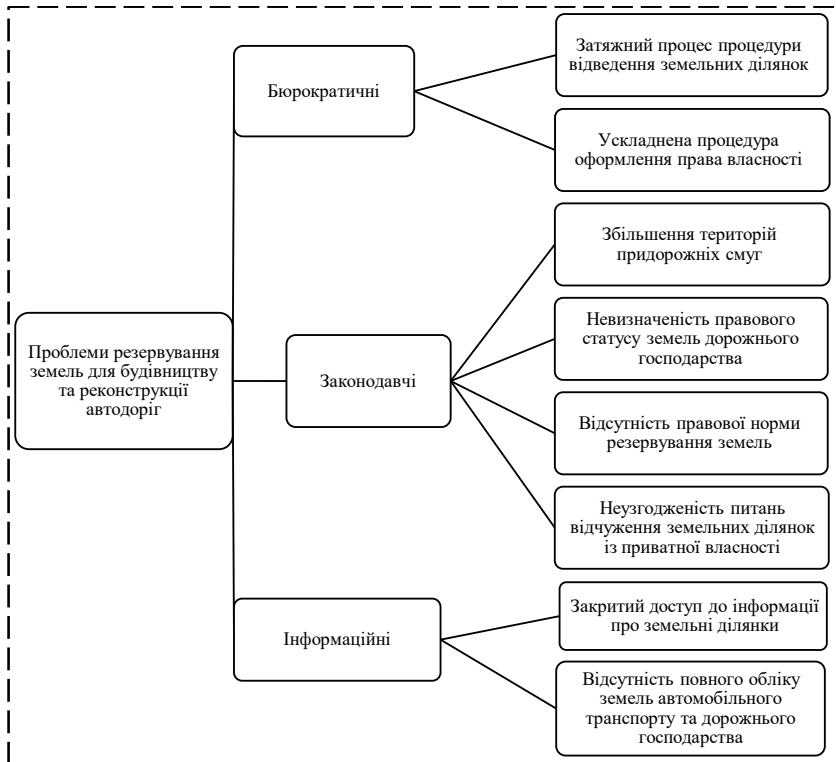 Проблеми резервування
земель для будівництву
та реконструкції
автодоріг
Бюрократичні
Затяжний процес процедури
відведення земельних ділянок
Ускладнена процедура
оформлення права власності
Законодавчі
Збільшення територій
придорожніх смуг
Невизначеність правового
статусу земель дорожнього
господарства
Відсутність правової норми
резервування земель
Неузгодженість питань
відчуження земельних ділянок
із приватної власності
Інформаційні
Закритий доступ до інформації
про земельні ділянки
Відсутність повного обліку
земель автомобільного
транспорту та дорожнього
господарства